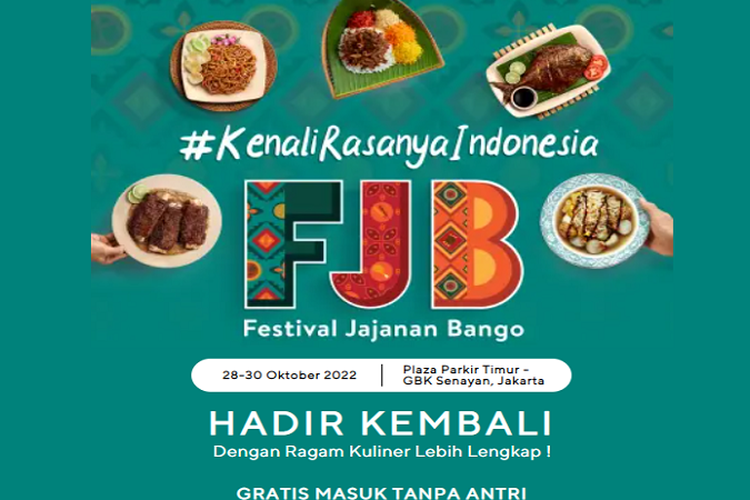 #KenaliRasanyaIndonesia
FJB
Festival Jajanan Bango
28-30 Oktober 2022
Plaza Parkir Timur -
GBK Senayan, Jakarta
HADIR KEMBALI
Dengan Ragam Kuliner Lebih Lengkap !
GRATIS MASUK TANPA ANTRI